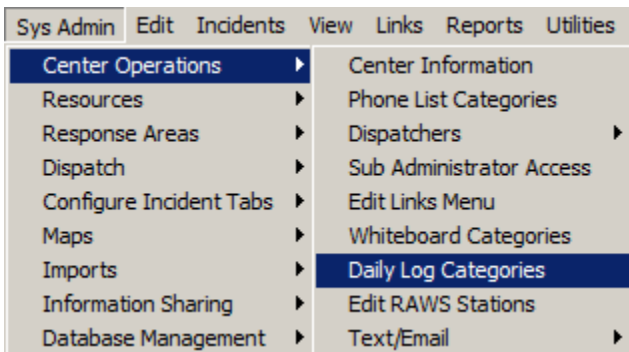 Sys Admin Edit Incidents View Links Reports Utilities
Center Operations
Resources
Response Areas
Dispatch
Configure Incident Tabs
Maps
Imports
Information Sharing
Database Management
Center Information
Phone List Categories
Dispatchers
Sub Administrator Access
Edit Links Menu
Whiteboard Categories
Daily Log Categories
Edit RAWS Stations
Text/Email